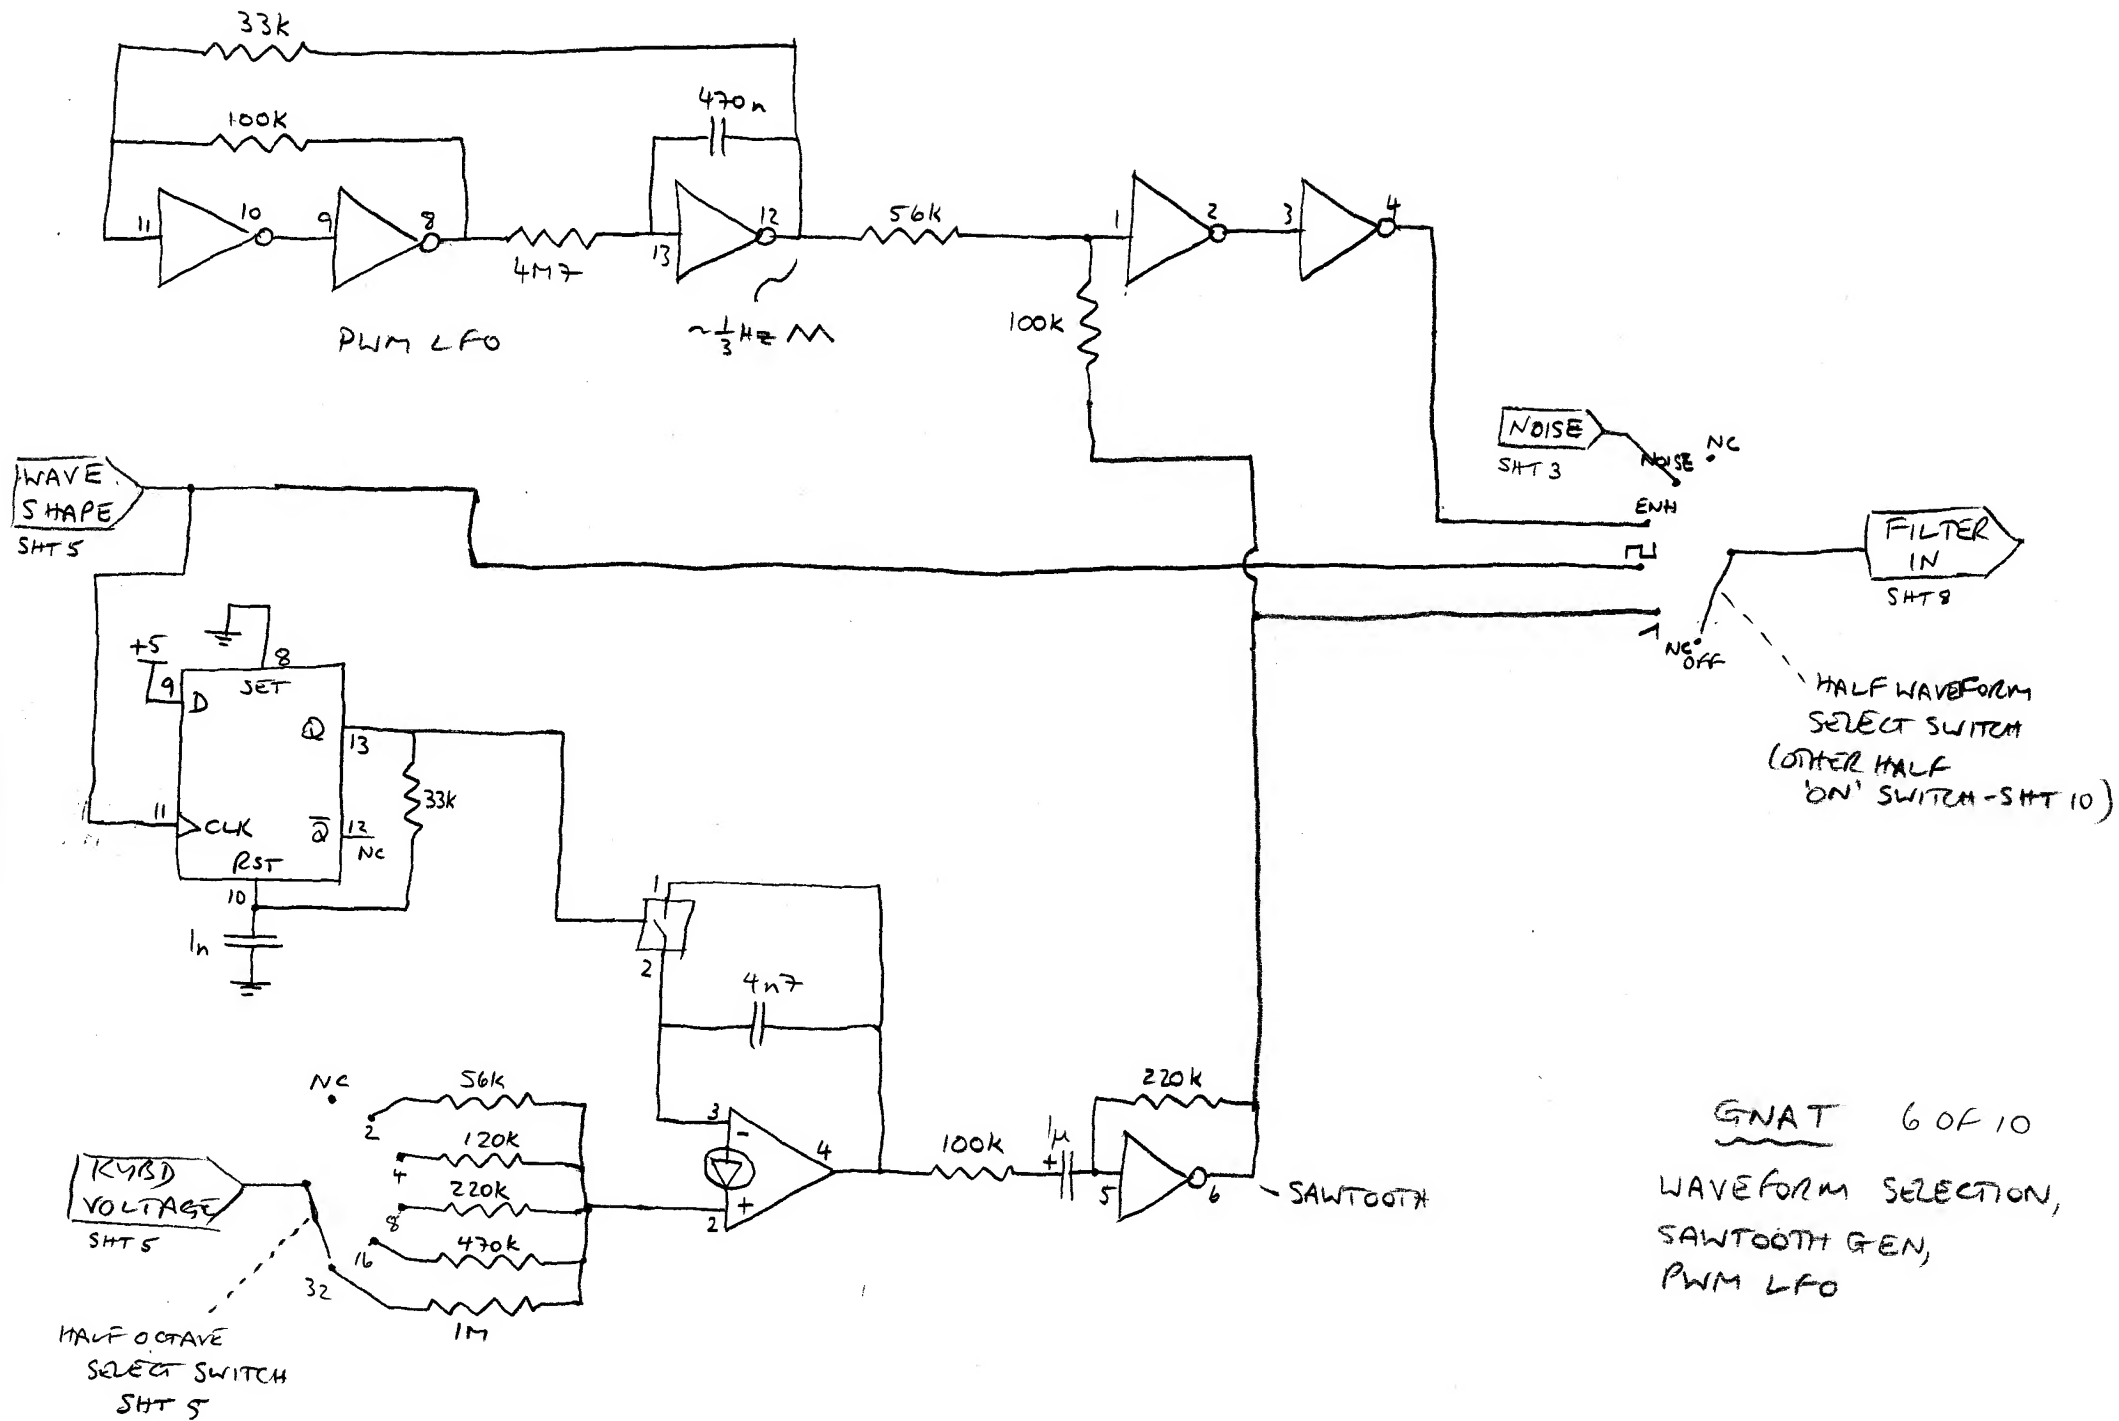 33k
100k
470n
11
10
9
8
4M7
13
12
56k
1
2
3
4
100k
PWM LFO
~1/3 Hz
NOISE
SHT 3
NOISE
NC
ENH
WAVE
SHAPE
SHT 5
FILTER
IN
SHT 8
NC
OFF
HALF WAVEFORM
SELECT SWITCH
(OTHER HALF
'ON' SWITCH - SHT 10)
+5
8
SET
9
D
Q
13
33k
11
CLK
Q
12
NC
RST
10
1n
1
2
4n7
NC
2
56k
4
120k
8
220k
16
470k
32
1M
KYBD
VOLTAGE
SHT 5
HALF OCTAVE
SELECT SWITCH
SHT 5
3
-
+
2
4
100k
1µ
+
220k
5
6
SAWTOOTH
GNAT 6 OF 10
WAVEFORM SELECTION,
SAWTOOTH GEN,
PWM LFO